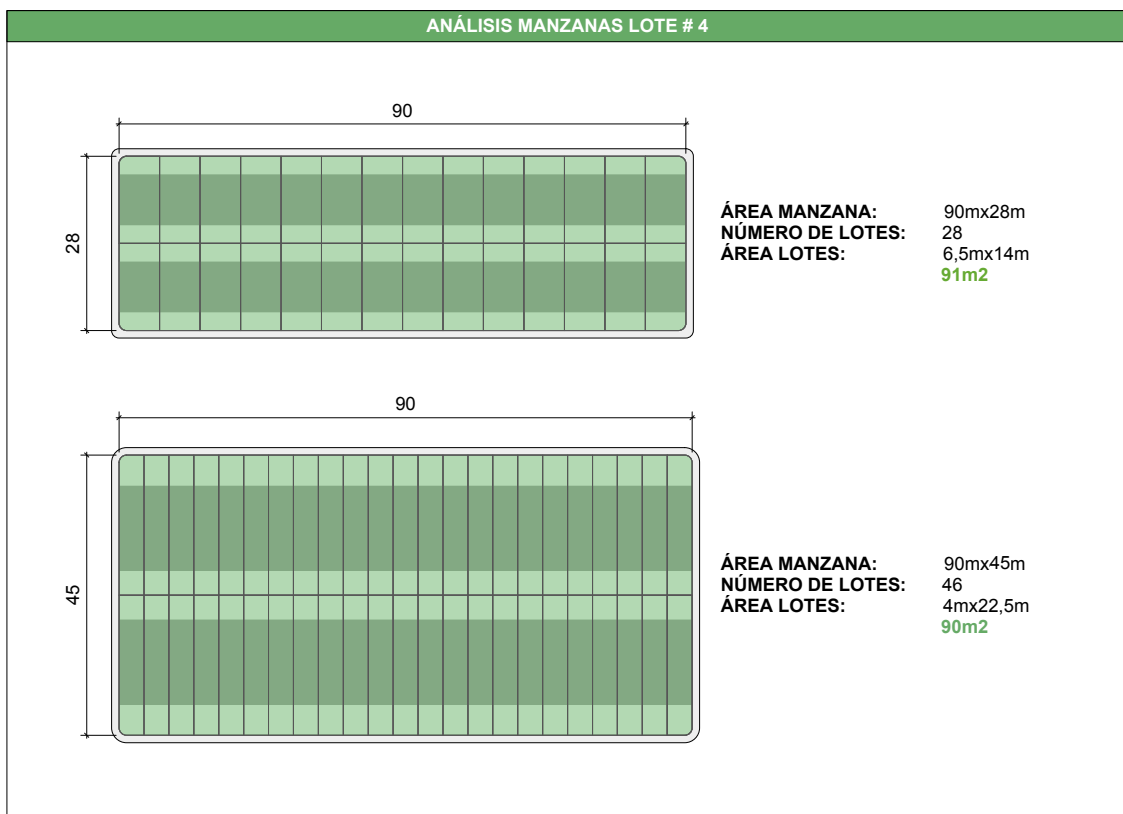 ANÁLISIS MANZANAS LOTE # 4
90
28
ÁREA MANZANA: 90mx28m
NÚMERO DE LOTES: 28
ÁREA LOTES: 6,5mx14m
91m2
90
45
ÁREA MANZANA: 90mx45m
NÚMERO DE LOTES: 46
ÁREA LOTES: 4mx22,5m
90m2